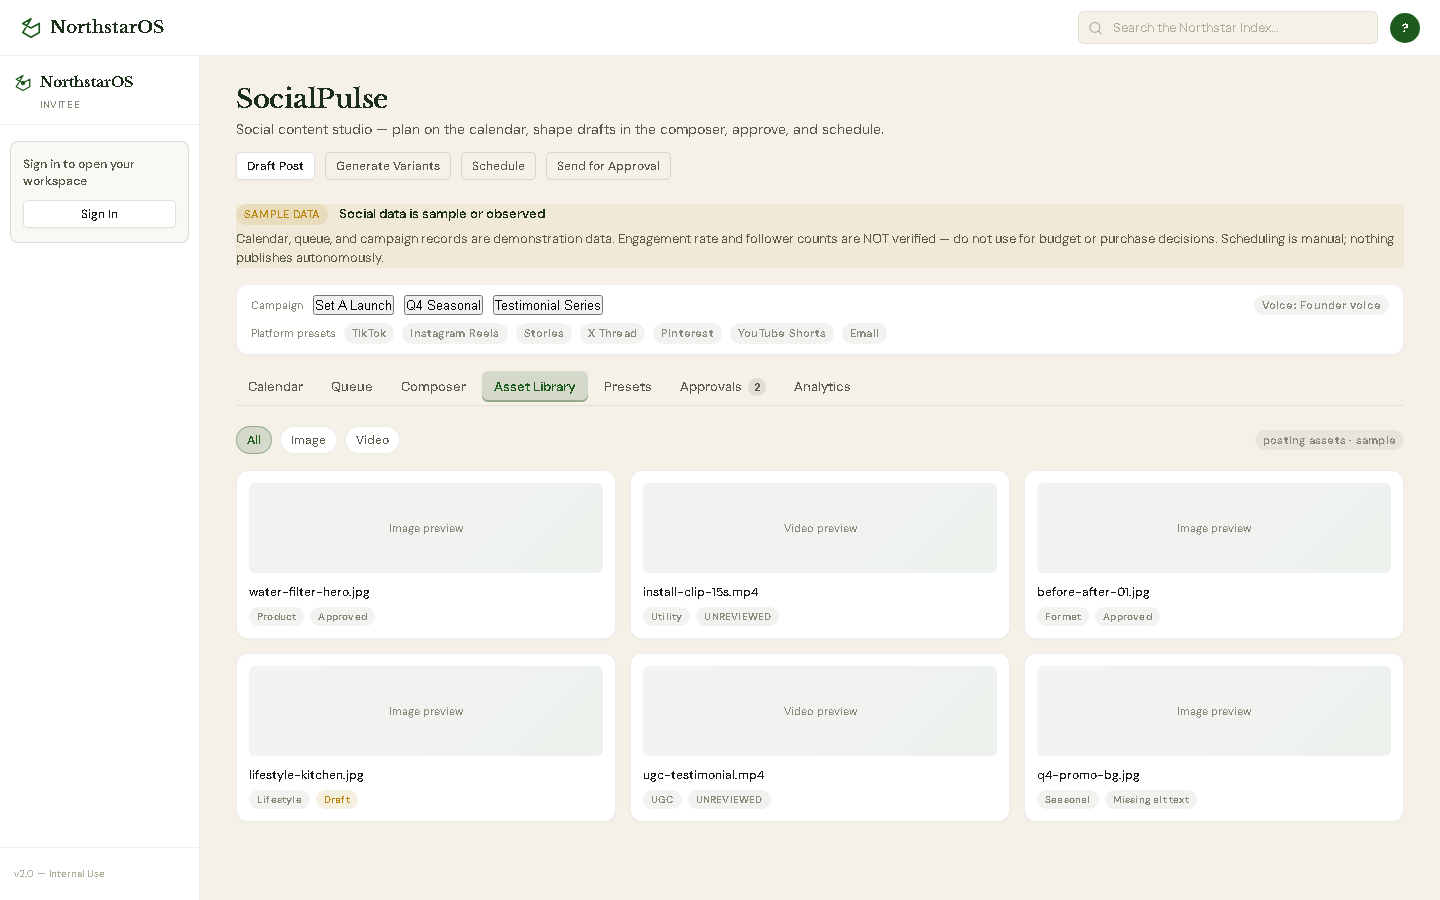 NorthstarOS
Search the Northstar Index...
?
NorthstarOS
INVITEE
Sign in to open your
workspace
Sign In
v2.0 — Internal Use
SocialPulse
Social content studio — plan on the calendar, shape drafts in the composer, approve, and schedule.
Draft Post Generate Variants Schedule Send for Approval
SAMPLE DATA Social data is sample or observed
Calendar, queue, and campaign records are demonstration data. Engagement rate and follower counts are NOT verified — do not use for budget or purchase decisions. Scheduling is manual; nothing
publishes autonomously.
Campaign Set A Launch Q4 Seasonal Testimonial Series Voice: Founder voice
Platform presets TikTok Instagram Reels Stories X Thread Pinterest YouTube Shorts Email
Calendar Queue Composer Asset Library Presets Approvals 2 Analytics
All Image Video posting assets · sample
Image preview Video preview Image preview
water-filter-hero.jpg install-clip-15s.mp4 before-after-01.jpg
Product Approved Utility UNREVIEWED Format Approved
Image preview Video preview Image preview
lifestyle-kitchen.jpg ugc-testimonial.mp4 q4-promo-bg.jpg
Lifestyle Draft UGC UNREVIEWED Seasonal Missing alt text